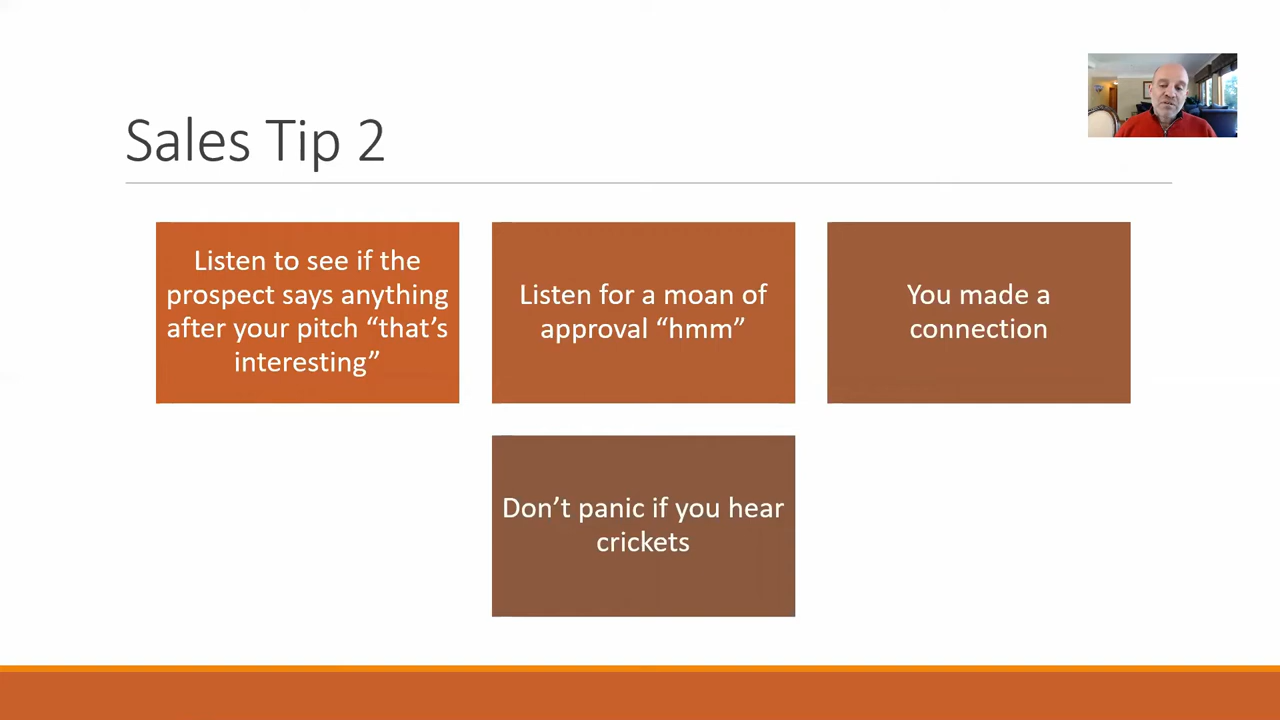 Sales Tip 2
Listen to see if the
prospect says anything
after your pitch “that’s
interesting”
Listen for a moan of
approval “hmm”
You made a
connection
Don’t panic if you hear
crickets